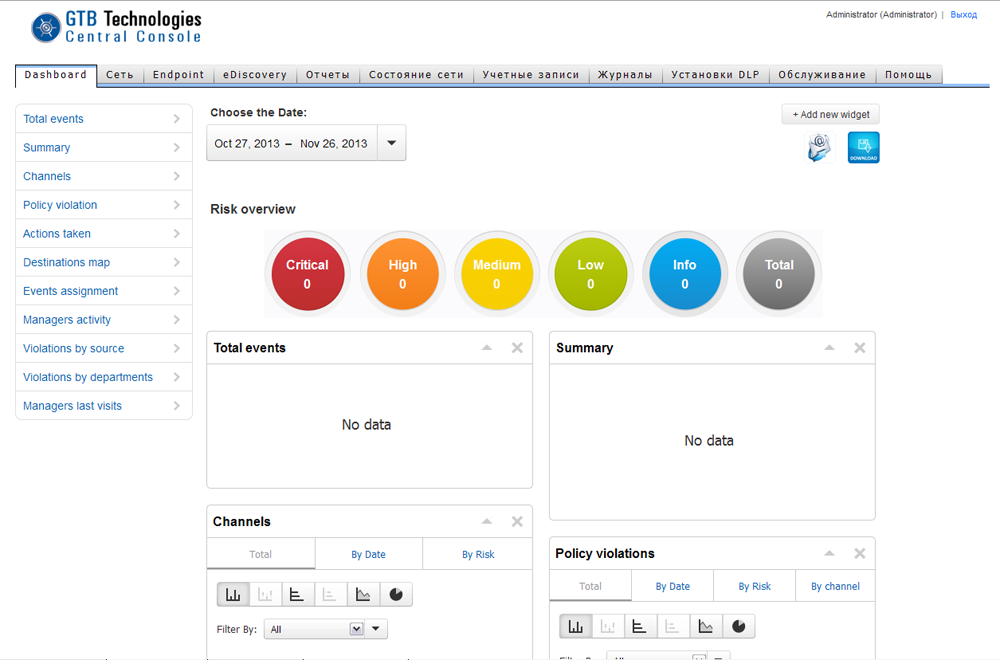 GTB Technologies
Central Console
Administrator (Administrator) | Выход
Dashboard Сеть Endpoint eDiscovery Отчеты Состояние сети Учетные записи Журналы Установки DLP Обслуживание Помощь
Total events
Summary
Channels
Policy violation
Actions taken
Destinations map
Events assignment
Managers activity
Violations by source
Violations by departments
Managers last visits
Choose the Date:
Oct 27, 2013 – Nov 26, 2013
+ Add new widget
DOWNLOAD
Risk overview
Critical
0
High
0
Medium
0
Low
0
Info
0
Total
0
Total events
No data
Summary
No data
Channels
Total By Date By Risk
Filter By: All
Policy violations
Total By Date By Risk By channel